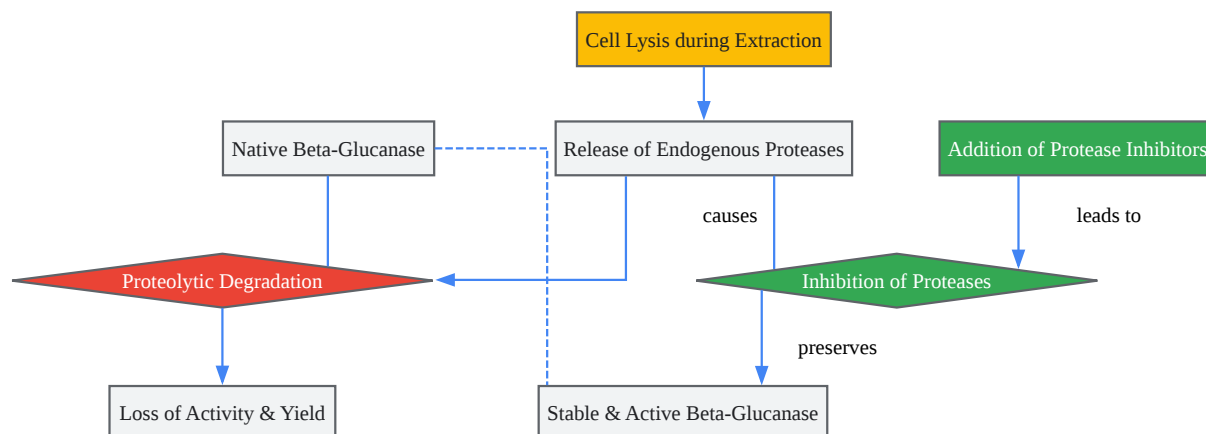 Cell Lysis during Extraction
Native Beta-Glucanase
Release of Endogenous Proteases
Addition of Protease Inhibitors
causes
leads to
Proteolytic Degradation
Inhibition of Proteases
preserves
Loss of Activity & Yield
Stable & Active Beta-Glucanase